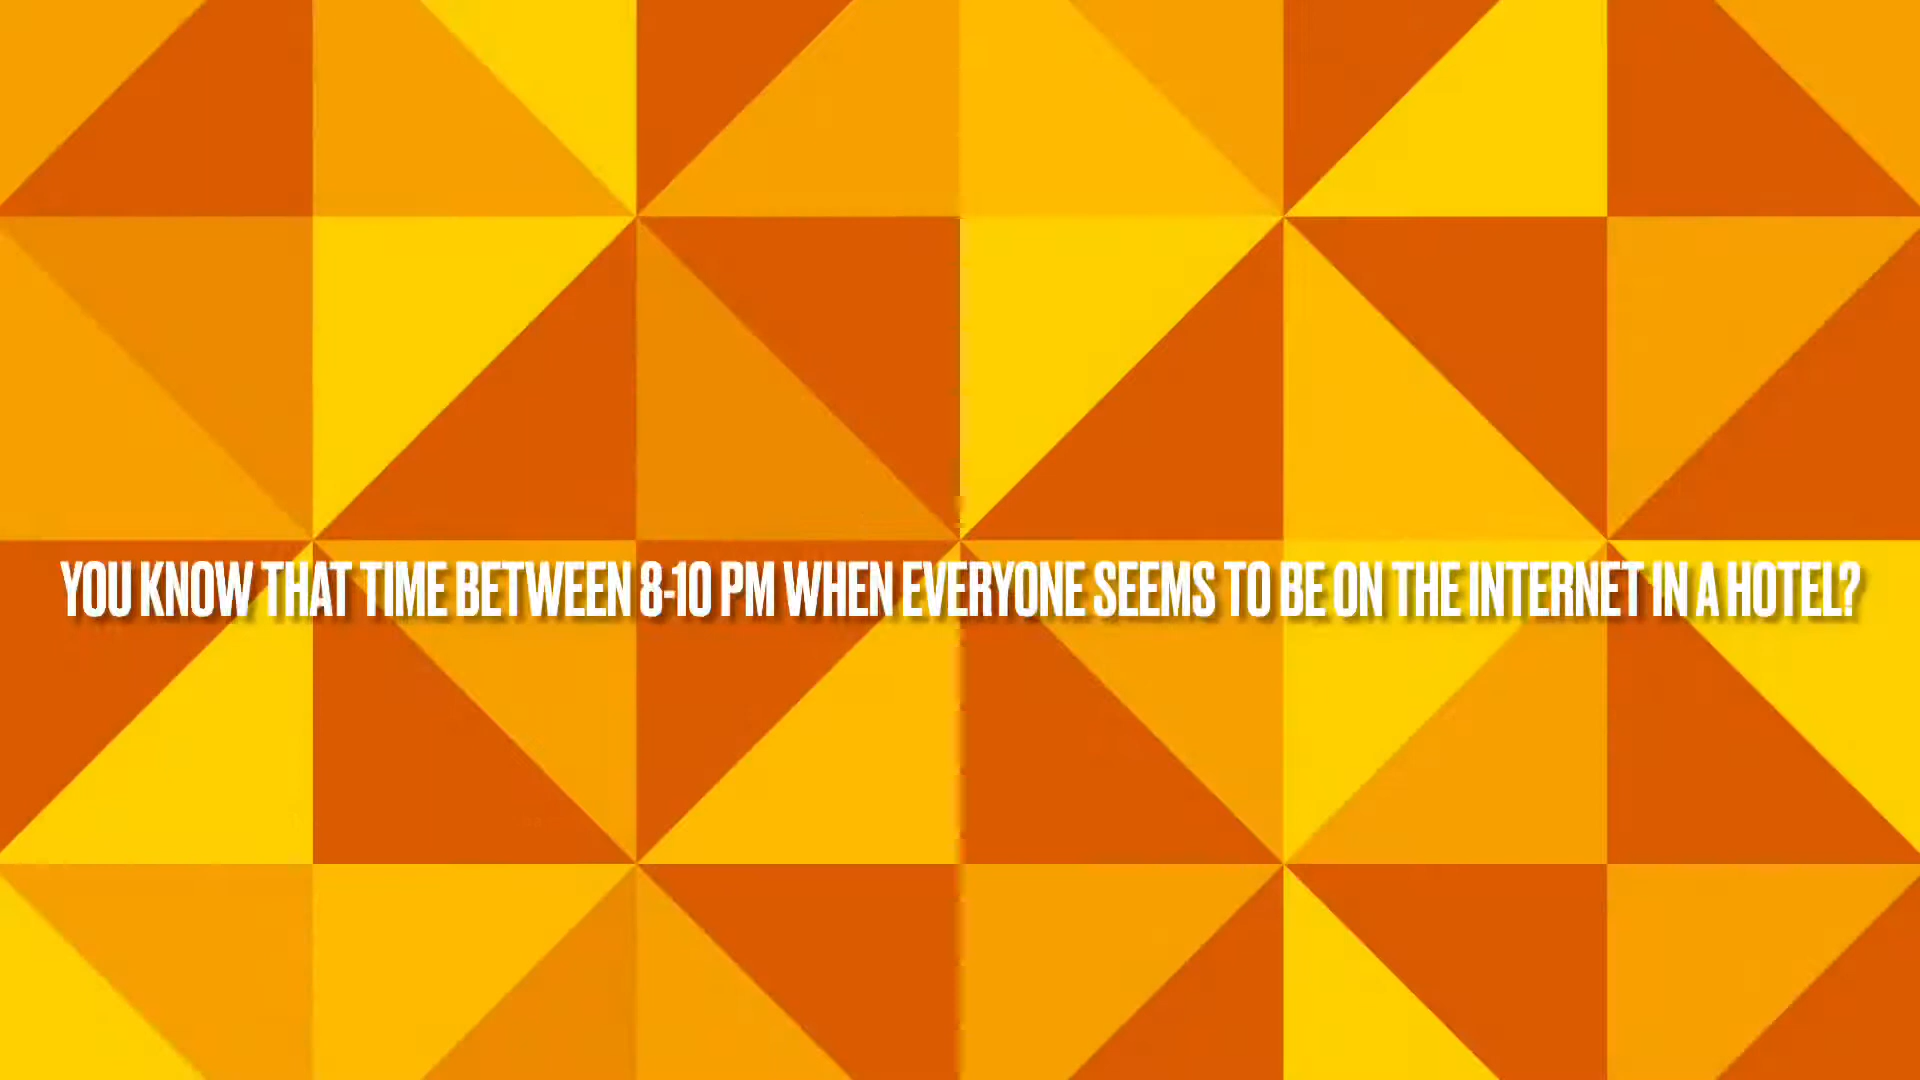 YOU KNOW THAT TIME BETWEEN 8-10 PM WHEN EVERYONE SEEMS TO BE ON THE INTERNET IN A HOTEL?